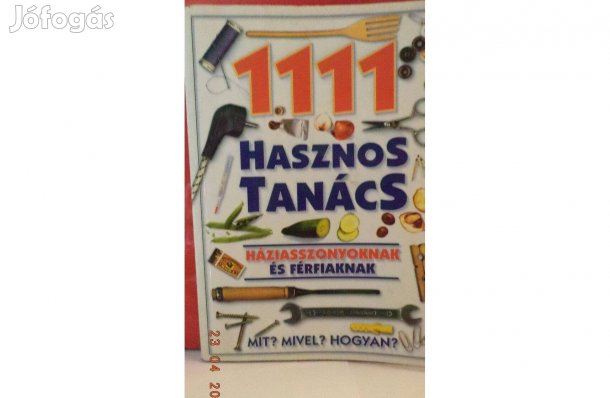 Jófogás
1111
HASZNOS
TANÁCS
HÁZIASSZONYOKNAK
ÉS FÉRFIAKNAK
MIT? MIVEL? HOGYAN?
23 04 20